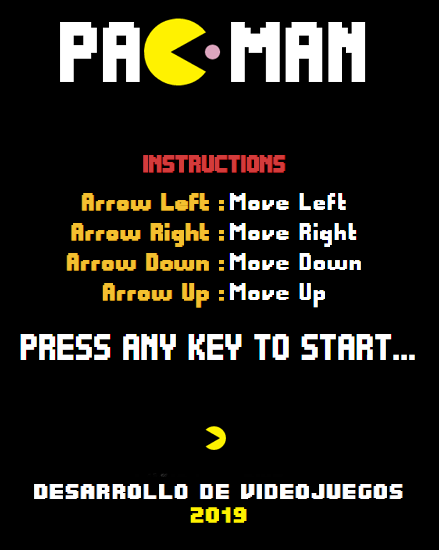 PAC-MAN
INSTRUCTIONS
Arrow Left : Move Left
Arrow Right : Move Right
Arrow Down : Move Down
Arrow Up : Move Up
PRESS ANY KEY TO START...
DESARROLLO DE VIDEOJUEGOS
2019